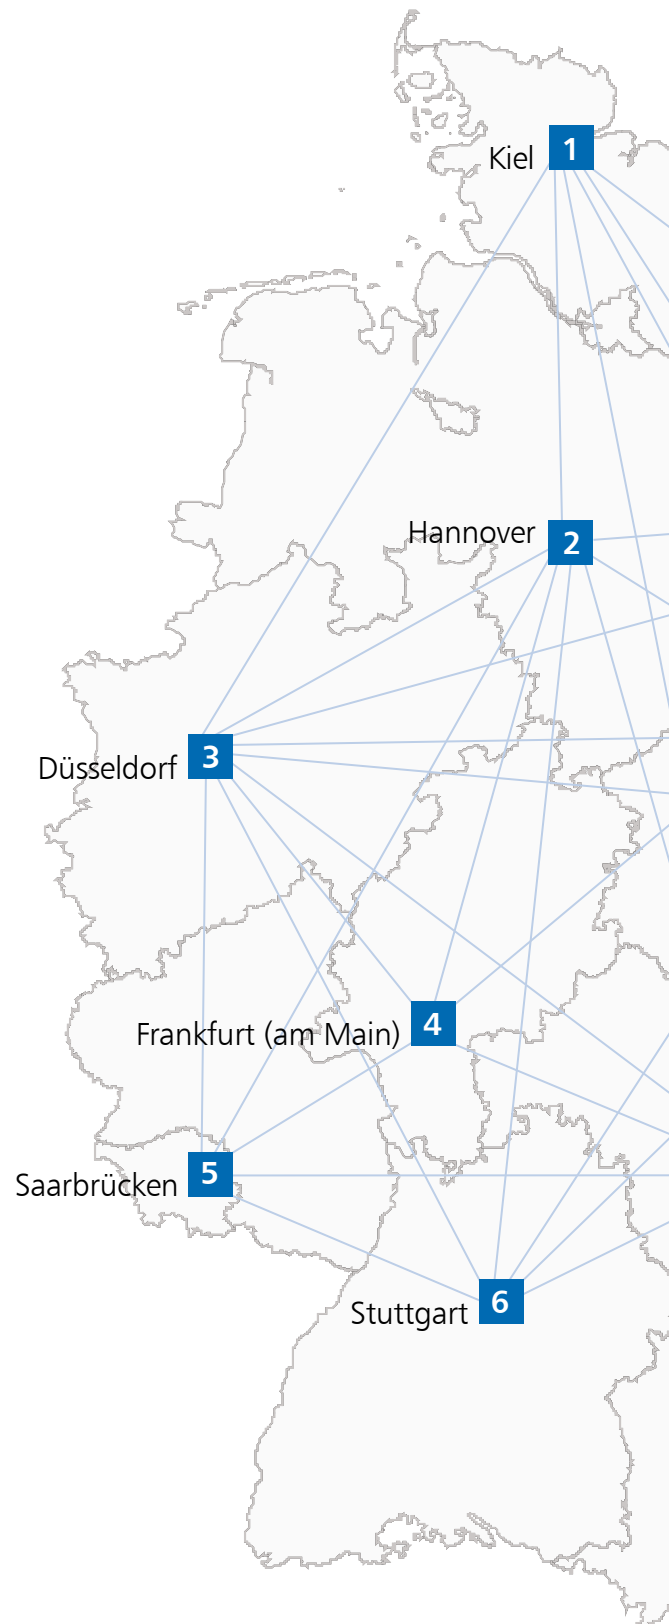 Kiel 1
Hannover 2
Düsseldorf 3
Frankfurt (am Main) 4
Saarbrücken 5
Stuttgart 6